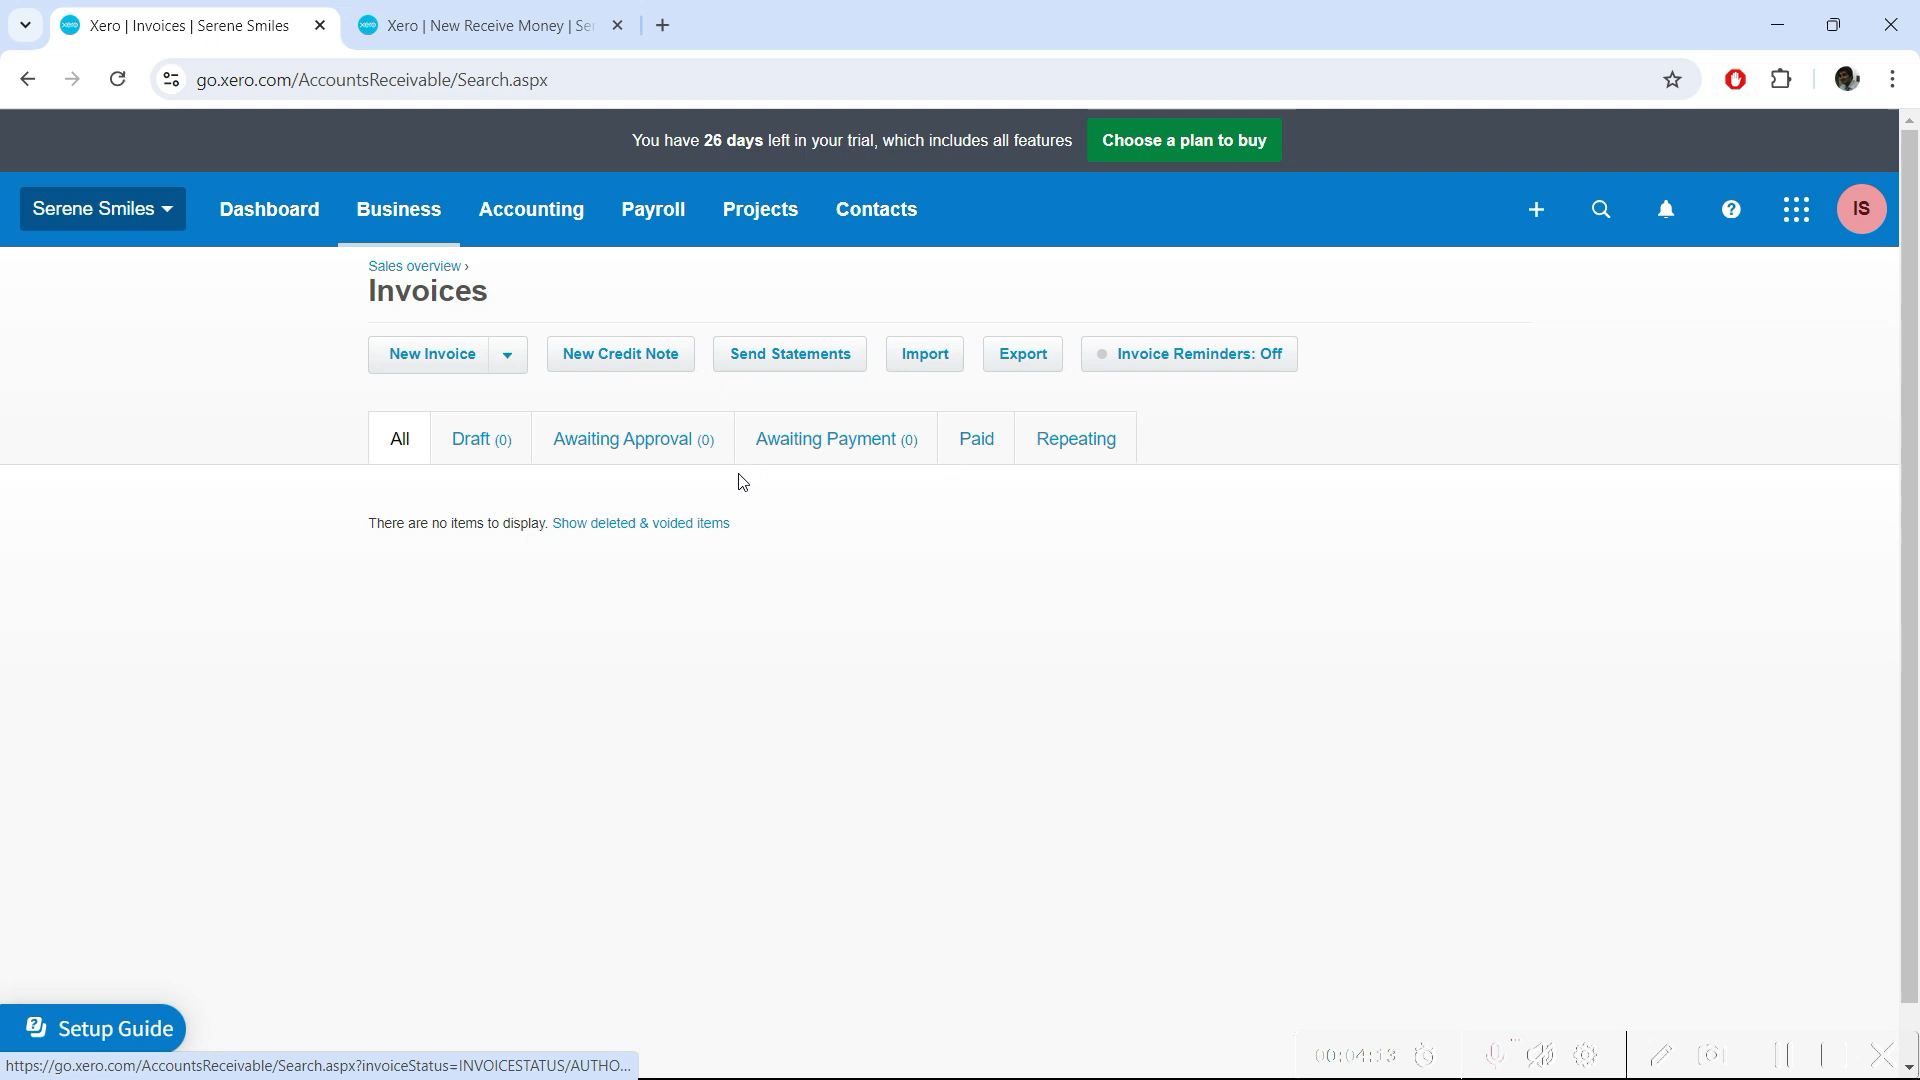 Xero | Invoices | Serene Smiles
Xero | New Receive Money | Se
go.xero.com/AccountsReceivable/Search.aspx
You have 26 days left in your trial, which includes all features
Choose a plan to buy
Serene Smiles
Dashboard
Business
Accounting
Payroll
Projects
Contacts
IS
Sales overview ›
Invoices
New Invoice
New Credit Note
Send Statements
Import
Export
Invoice Reminders: Off
All
Draft (0)
Awaiting Approval (0)
Awaiting Payment (0)
Paid
Repeating
There are no items to display. Show deleted & voided items
Setup Guide
https://go.xero.com/AccountsReceivable/Search.aspx?invoiceStatus=INVOICESTATUS/AUTHO...
00:04:13